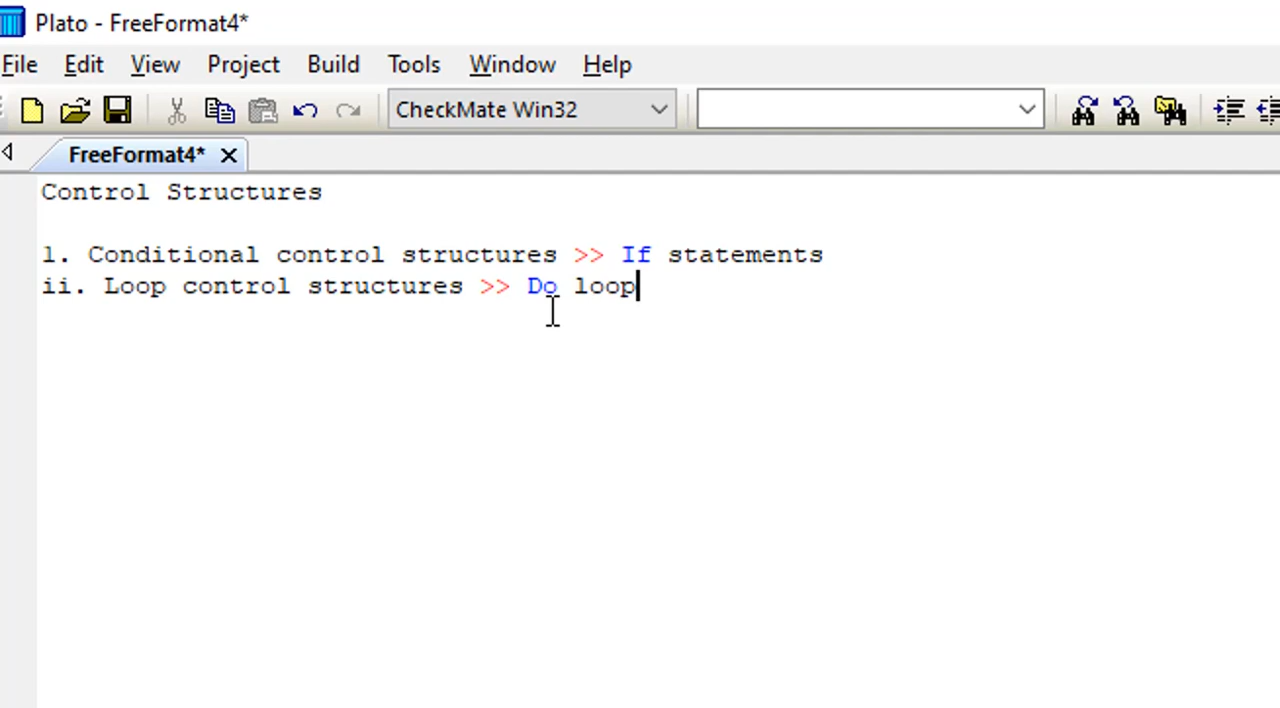 Plato - FreeFormat4*
File Edit View Project Build Tools Window Help
CheckMate Win32
FreeFormat4*
Control Structures
1. Conditional control structures >> If statements
ii. Loop control structures >> Do loop